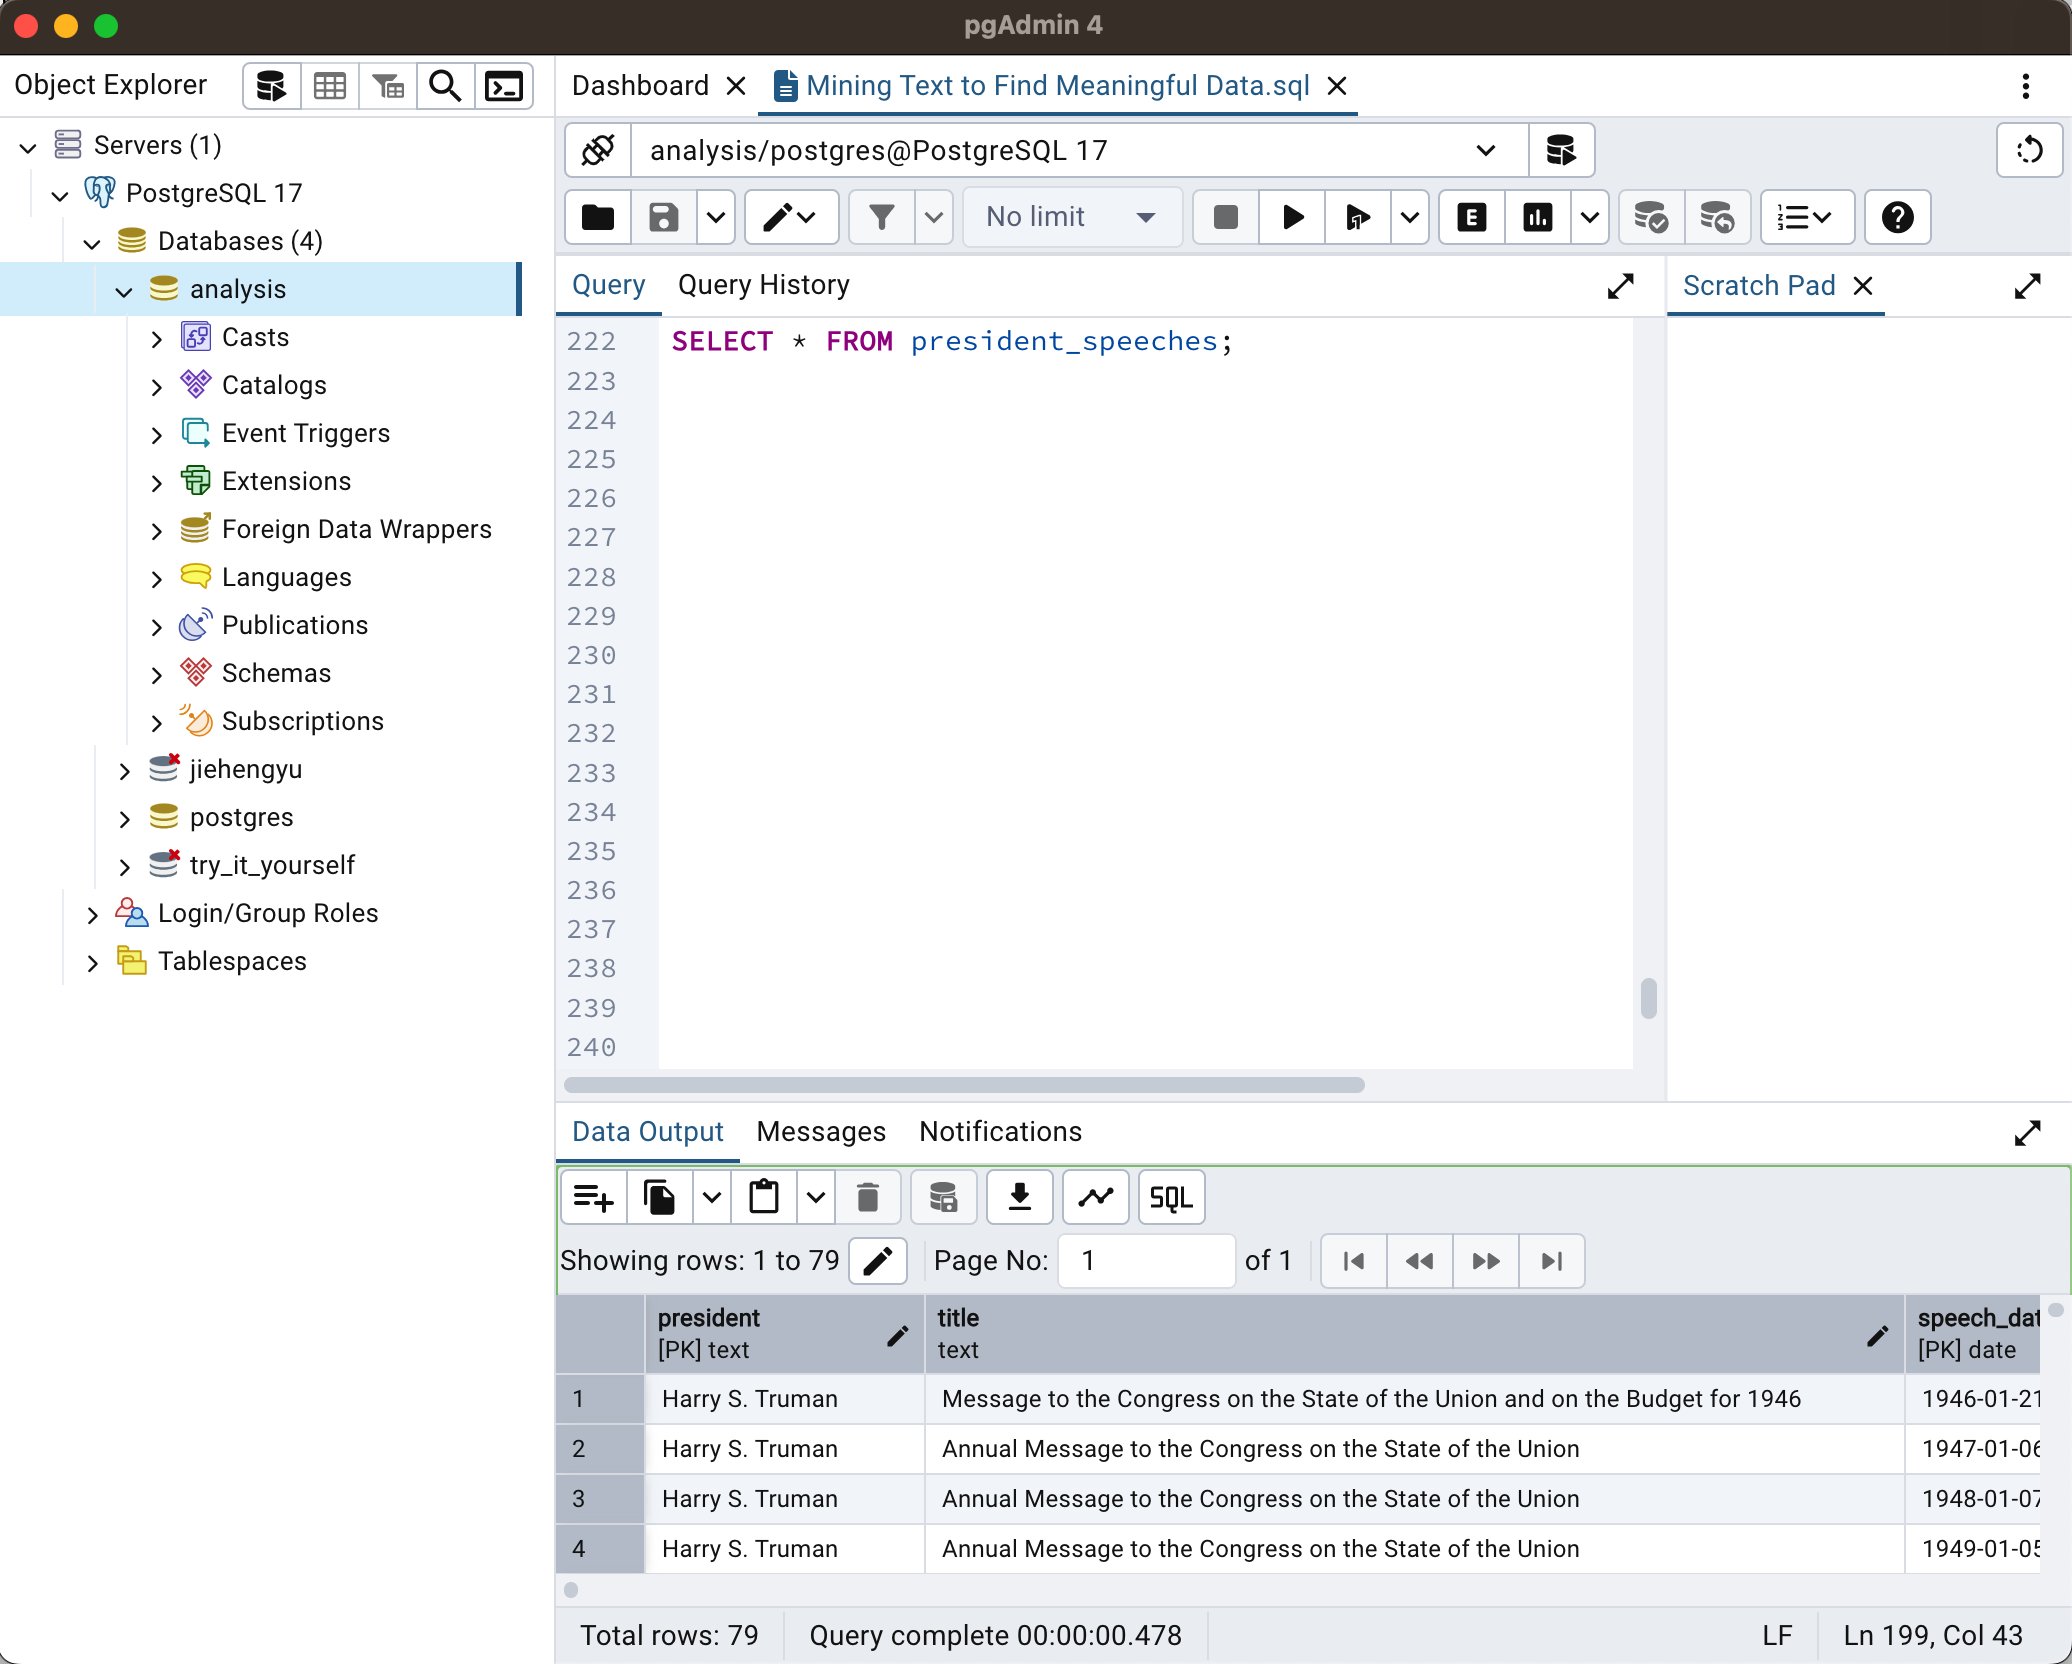 pgAdmin 4
Object Explorer
Dashboard
Mining Text to Find Meaningful Data.sql
Servers (1)
PostgreSQL 17
Databases (4)
analysis
Casts
Catalogs
Event Triggers
Extensions
Foreign Data Wrappers
Languages
Publications
Schemas
Subscriptions
jiehengyu
postgres
try_it_yourself
Login/Group Roles
Tablespaces
analysis/postgres@PostgreSQL 17
No limit
E
Query
Query History
Scratch Pad
222 SELECT * FROM president_speeches;
223
224
225
226
227
228
229
230
231
232
233
234
235
236
237
238
239
240
Data Output
Messages
Notifications
SQL
Showing rows: 1 to 79
Page No: 1 of 1
president
[PK] text
title
text
speech_dat
[PK] date
1 Harry S. Truman Message to the Congress on the State of the Union and on the Budget for 1946 1946-01-21
2 Harry S. Truman Annual Message to the Congress on the State of the Union 1947-01-06
3 Harry S. Truman Annual Message to the Congress on the State of the Union 1948-01-07
4 Harry S. Truman Annual Message to the Congress on the State of the Union 1949-01-05
Total rows: 79
Query complete 00:00:00.478
LF
Ln 199, Col 43